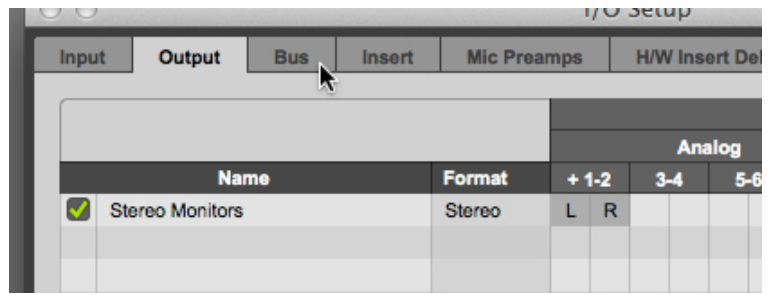 I/O Setup
Input Output Bus Insert Mic Preamps H/W Insert Del
Analog
Name Format + 1-2 3-4 5-6
Stereo Monitors Stereo L R